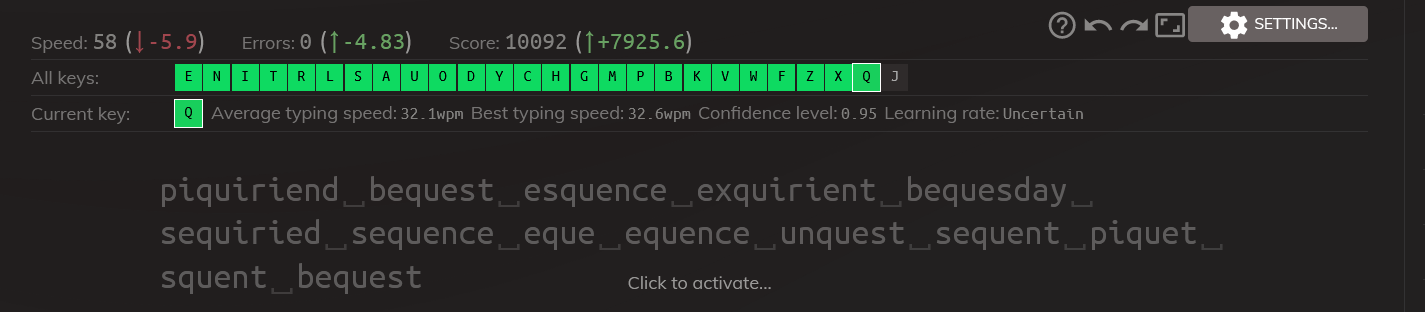 Speed: 58 (↓-5.9) Errors: 0 (↑-4.83) Score: 10092 (↑+7925.6) SETTINGS...
All keys: E N I T R L S A U O D Y C H G M P B K V W F Z X Q J
Current key: Q Average typing speed: 32.1wpm Best typing speed: 32.6wpm Confidence level: 0.95 Learning rate: Uncertain
piquiriend␣bequest␣esquence␣exquirient␣bequesday␣
sequiried␣sequence␣eque␣equence␣unquest␣sequent␣piquet␣
squent␣bequest
Click to activate...